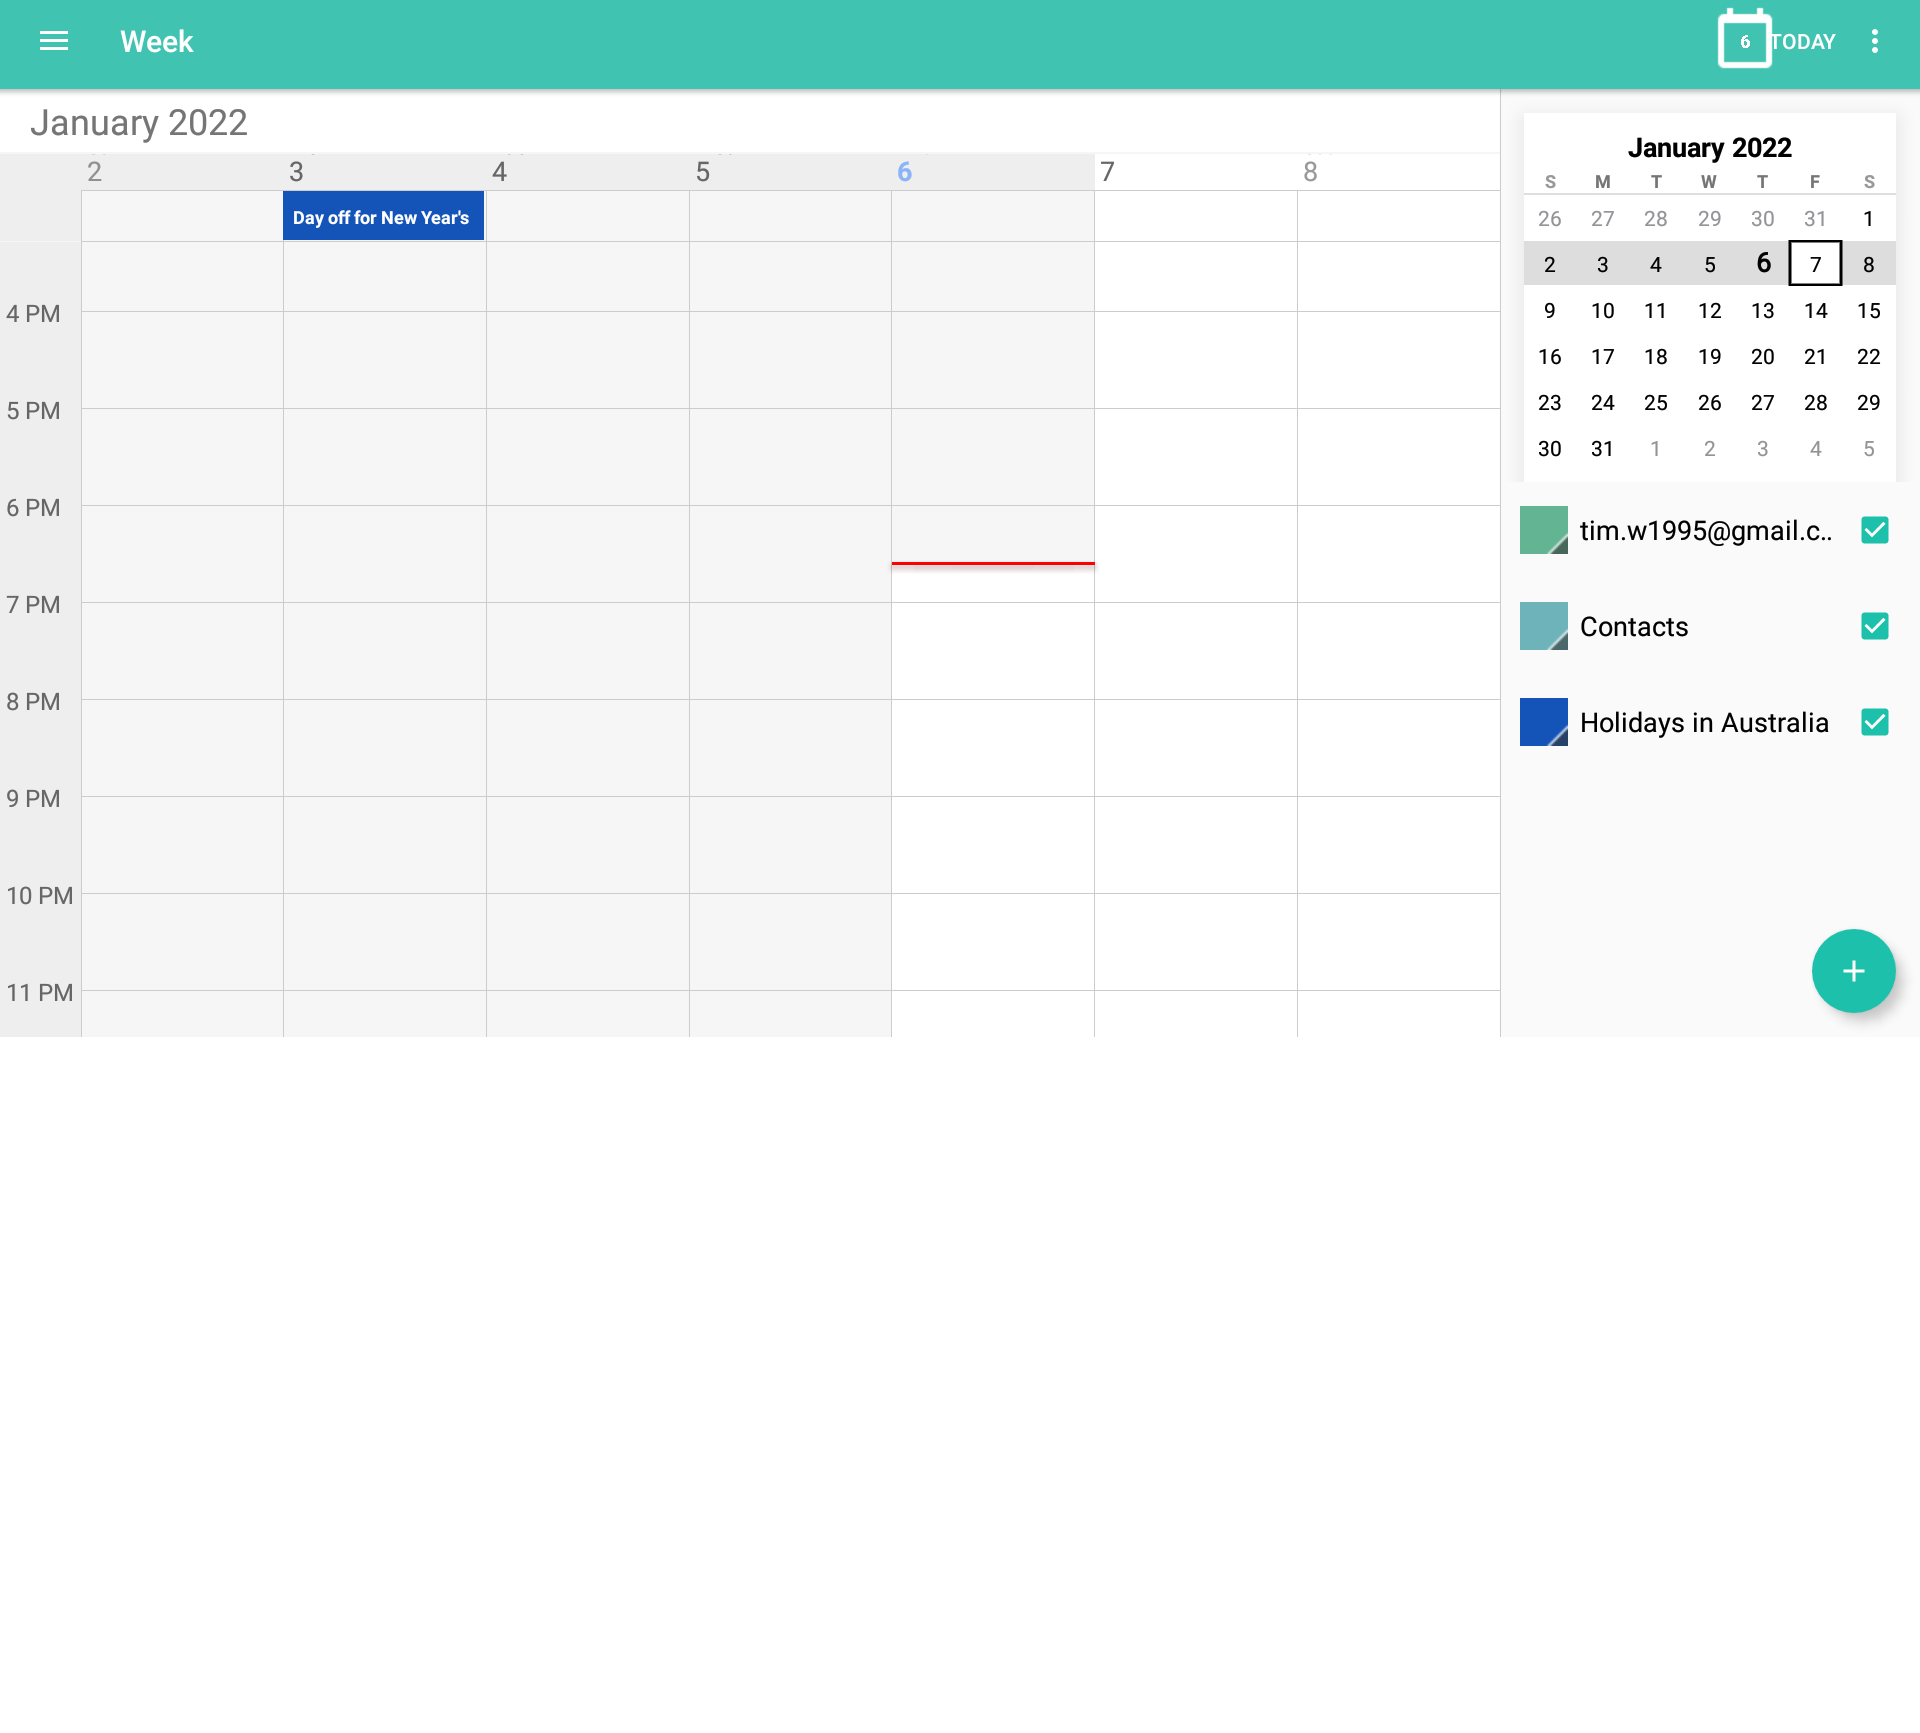 Week
6 TODAY
January 2022
2 3 4 5 6 7 8
Day off for New Year's
4 PM
5 PM
6 PM
7 PM
8 PM
9 PM
10 PM
11 PM
January 2022
S M T W T F S
26 27 28 29 30 31 1
2 3 4 5 6 7 8
9 10 11 12 13 14 15
16 17 18 19 20 21 22
23 24 25 26 27 28 29
30 31 1 2 3 4 5
tim.w1995@gmail.c..
Contacts
Holidays in Australia